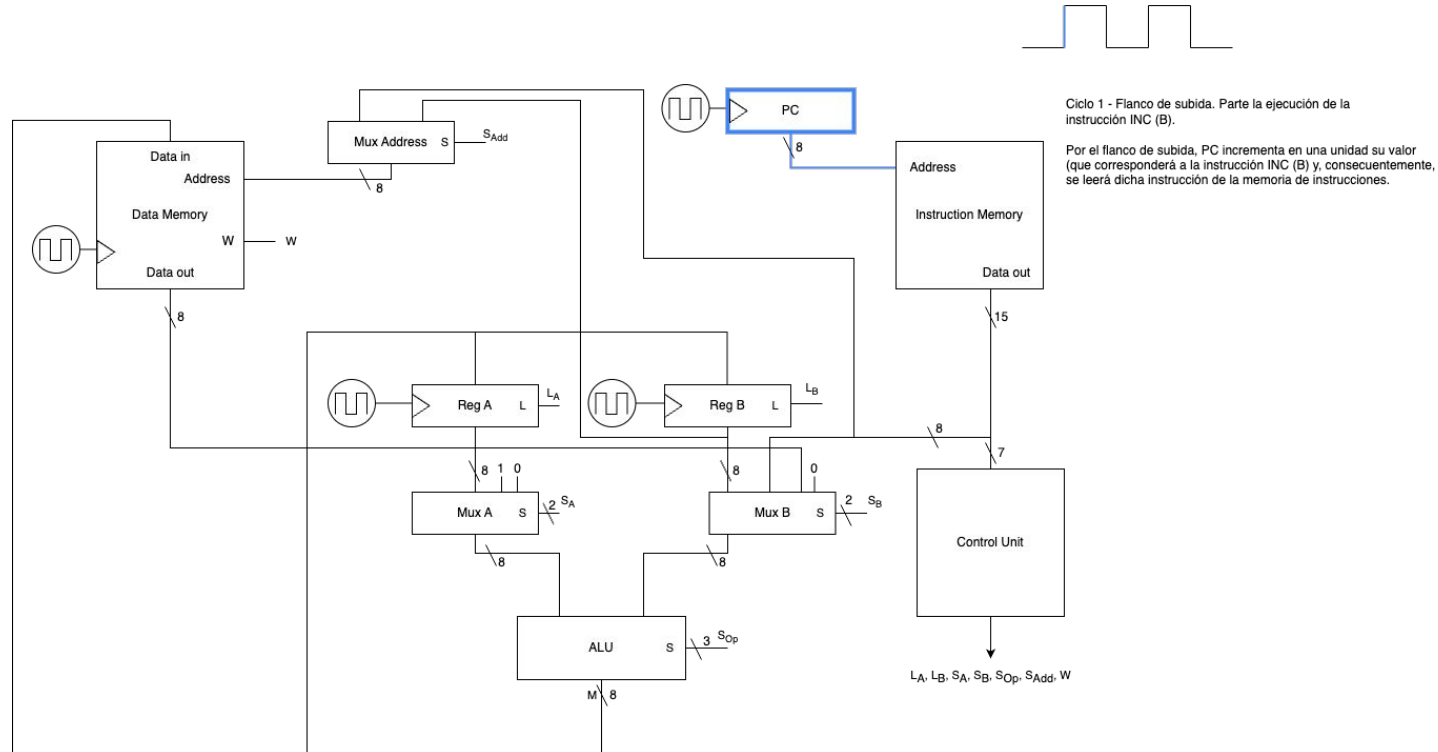 PC
8
Ciclo 1 - Flanco de subida. Parte la ejecución de la
instrucción INC (B).
Por el flanco de subida, PC incrementa en una unidad su valor
(que corresponderá a la instrucción INC (B) y, consecuentemente,
se leerá dicha instrucción de la memoria de instrucciones.
Mux Address S
SAdd
8
Data in
Address
Data Memory
W W
Data out
8
Address
Instruction Memory
Data out
15
Reg A L
LA
Reg B L
LB
8
7
8 1 0
8 0
Mux A S
2 SA
Mux B S
2 SB
8
8
Control Unit
ALU S
3 SOp
M 8
LA, LB, SA, SB, SOp, SAdd, W